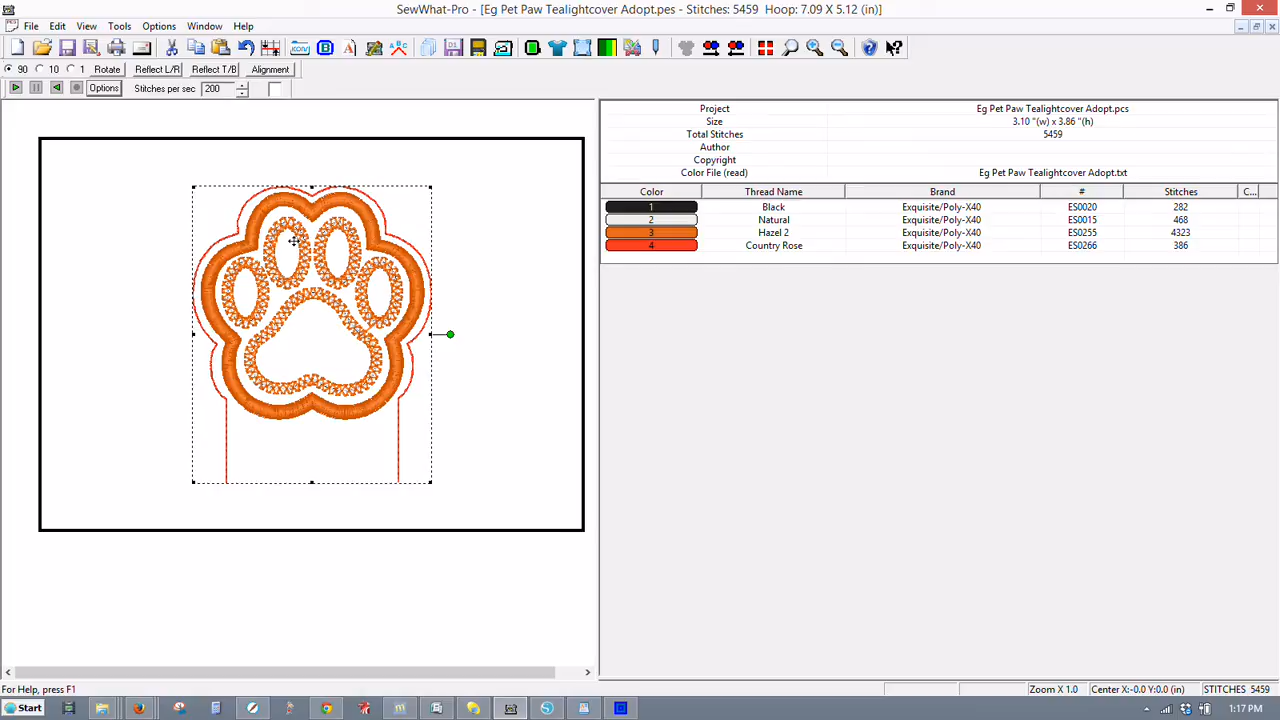 SewWhat-Pro - [Eg Pet Paw Tealightcover Adopt.pes - Stitches: 5459 Hoop: 7.09 X 5.12 (in)]
File Edit View Tools Options Window Help
90 10 1 Rotate Reflect L/R Reflect T/B Alignment
Options Stitches per sec 200
Project Eg Pet Paw Tealightcover Adopt.pcs
Size 3.10 "(w) x 3.86 "(h)
Total Stitches 5459
Author
Copyright
Color File (read) Eg Pet Paw Tealightcover Adopt.txt
Color Thread Name Brand # Stitches C...
1 Black Exquisite/Poly-X40 ES0020 282
2 Natural Exquisite/Poly-X40 ES0015 468
3 Hazel 2 Exquisite/Poly-X40 ES0255 4323
4 Country Rose Exquisite/Poly-X40 ES0266 386
For Help, press F1 Zoom X 1.0 Center X:-0.0 Y:0.0 (in) STITCHES 5459
Start 1:17 PM